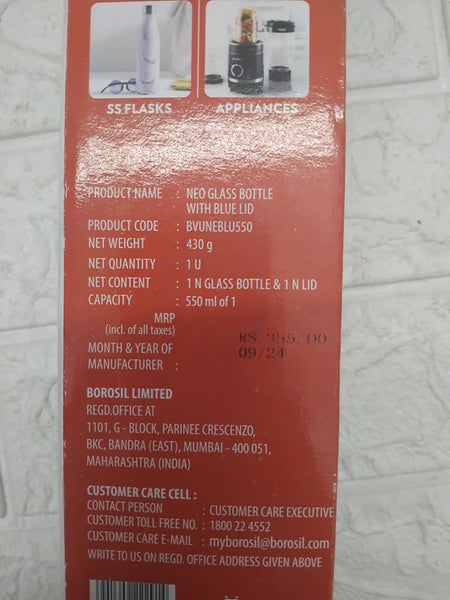 SS FLASKS
APPLIANCES
PRODUCT NAME : NEO GLASS BOTTLE
WITH BLUE LID
PRODUCT CODE : BVUNEBLU550
NET WEIGHT : 430 g
NET QUANTITY : 1 U
NET CONTENT : 1 N GLASS BOTTLE & 1 N LID
CAPACITY : 550 ml of 1
MRP
(incl. of all taxes) RS. 355.00
MONTH & YEAR OF 09/24
MANUFACTURER :
BOROSIL LIMITED
REGD.OFFICE AT
1101, G - BLOCK, PARINEE CRESCENZO,
BKC, BANDRA (EAST), MUMBAI - 400 051,
MAHARASHTRA (INDIA)
CUSTOMER CARE CELL :
CONTACT PERSON : CUSTOMER CARE EXECUTIVE
CUSTOMER TOLL FREE NO. : 1800 22 4552
CUSTOMER CARE E-MAIL : myborosil@borosil.com
WRITE TO US ON REGD. OFFICE ADDRESS GIVEN ABOVE